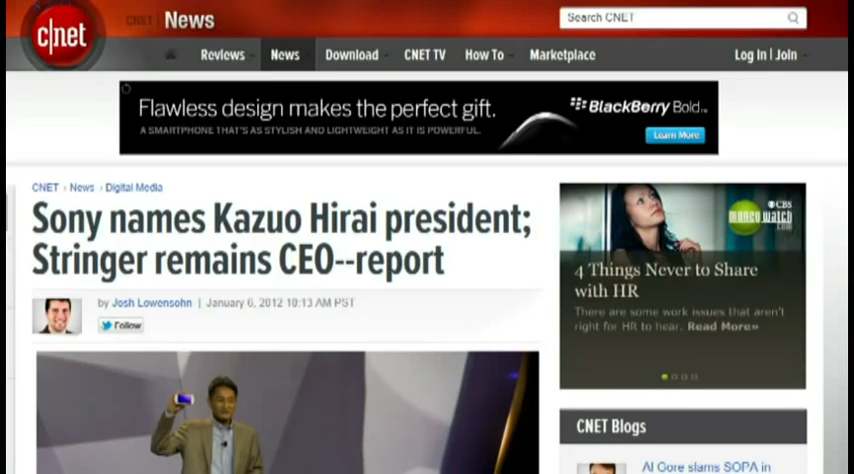 c|net
CNET News
Search CNET
Reviews News Download CNET TV How To Marketplace Log In | Join
Flawless design makes the perfect gift.
A SMARTPHONE THAT'S AS STYLISH AND LIGHTWEIGHT AS IT IS POWERFUL.
BlackBerry Bold™
Learn More
CNET › News › Digital Media
Sony names Kazuo Hirai president;
Stringer remains CEO--report
by Josh Lowensohn | January 6, 2012 10:13 AM PST
Follow
CBS
money watch
.com
4 Things Never to Share
with HR
There are some work issues that aren't
right for HR to hear. Read More»
CNET Blogs
Al Gore slams SOPA in